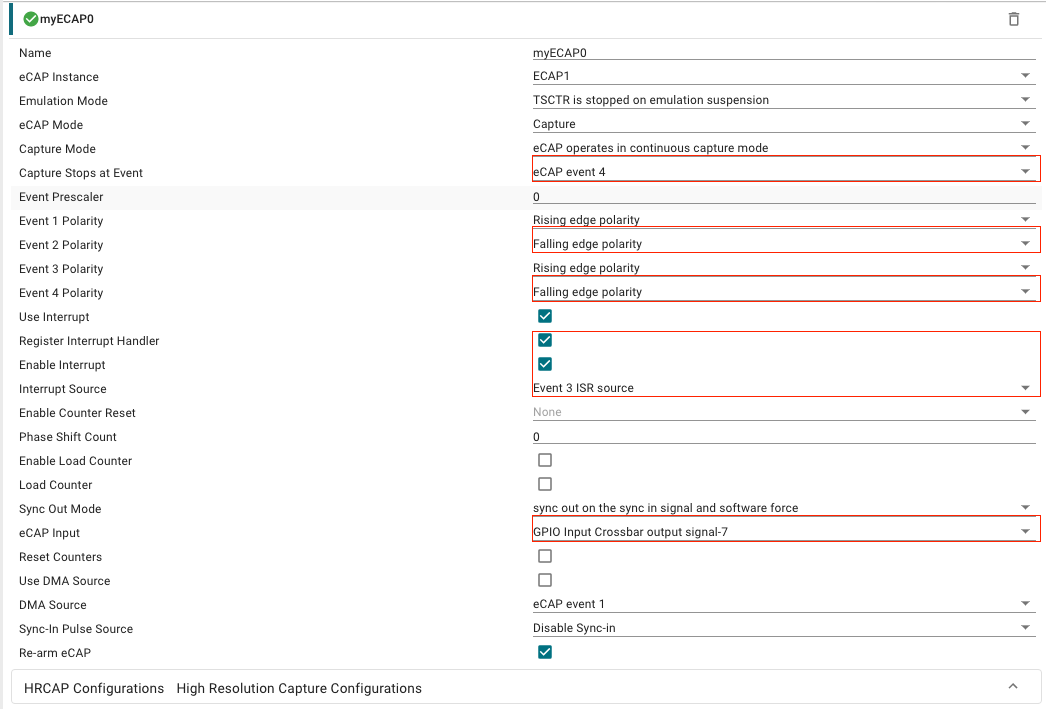 myECAP0
Name myECAP0
eCAP Instance ECAP1
Emulation Mode TSCTR is stopped on emulation suspension
eCAP Mode Capture
Capture Mode eCAP operates in continuous capture mode
Capture Stops at Event eCAP event 4
Event Prescaler 0
Event 1 Polarity Rising edge polarity
Event 2 Polarity Falling edge polarity
Event 3 Polarity Rising edge polarity
Event 4 Polarity Falling edge polarity
Use Interrupt
Register Interrupt Handler
Enable Interrupt
Interrupt Source Event 3 ISR source
Enable Counter Reset None
Phase Shift Count 0
Enable Load Counter
Load Counter
Sync Out Mode sync out on the sync in signal and software force
eCAP Input GPIO Input Crossbar output signal-7
Reset Counters
Use DMA Source
DMA Source eCAP event 1
Sync-In Pulse Source Disable Sync-in
Re-arm eCAP
HRCAP Configurations High Resolution Capture Configurations